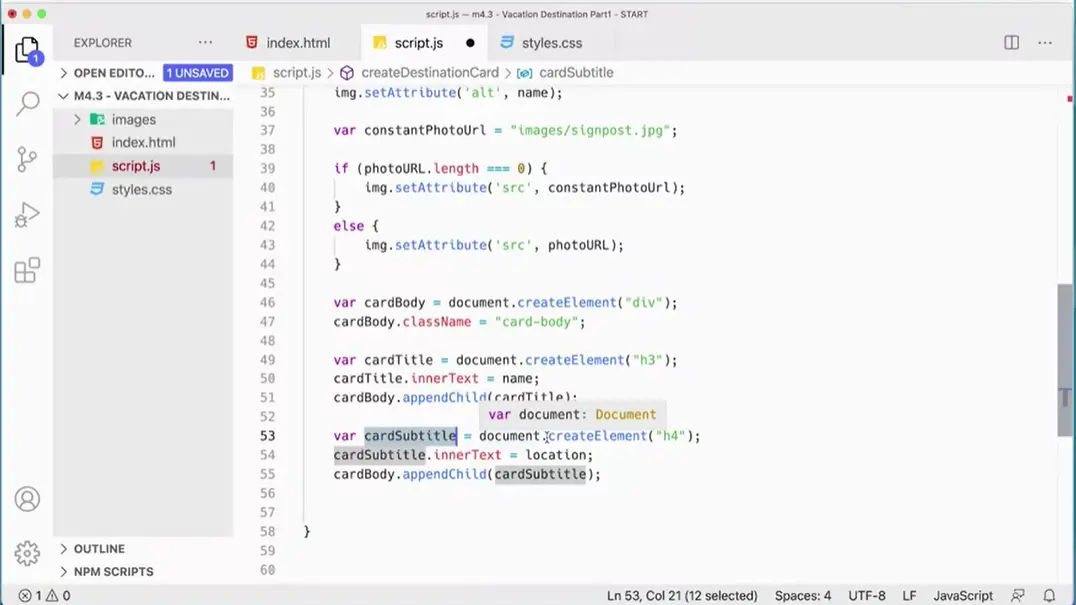 script.js — m4.3 - Vacation Destination Part1 - START
EXPLORER ···
index.html script.js ● styles.css ···
OPEN EDITO... 1 UNSAVED
script.js > createDestinationCard > cardSubtitle
M4.3 - VACATION DESTIN...
images
index.html
script.js 1
styles.css
OUTLINE
NPM SCRIPTS
1
35 img.setAttribute('alt', name);
36
37 var constantPhotoUrl = "images/signpost.jpg";
38
39 if (photoURL.length === 0) {
40 img.setAttribute('src', constantPhotoUrl);
41 }
42 else {
43 img.setAttribute('src', photoURL);
44 }
45
46 var cardBody = document.createElement("div");
47 cardBody.className = "card-body";
48
49 var cardTitle = document.createElement("h3");
50 cardTitle.innerText = name;
51 cardBody.appendChild(cardTitle);
52 var document: Document
53 var cardSubtitle = document.createElement("h4");
54 cardSubtitle.innerText = location;
55 cardBody.appendChild(cardSubtitle);
56
57
58 }
59
60
1 0 Ln 53, Col 21 (12 selected) Spaces: 4 UTF-8 LF JavaScript